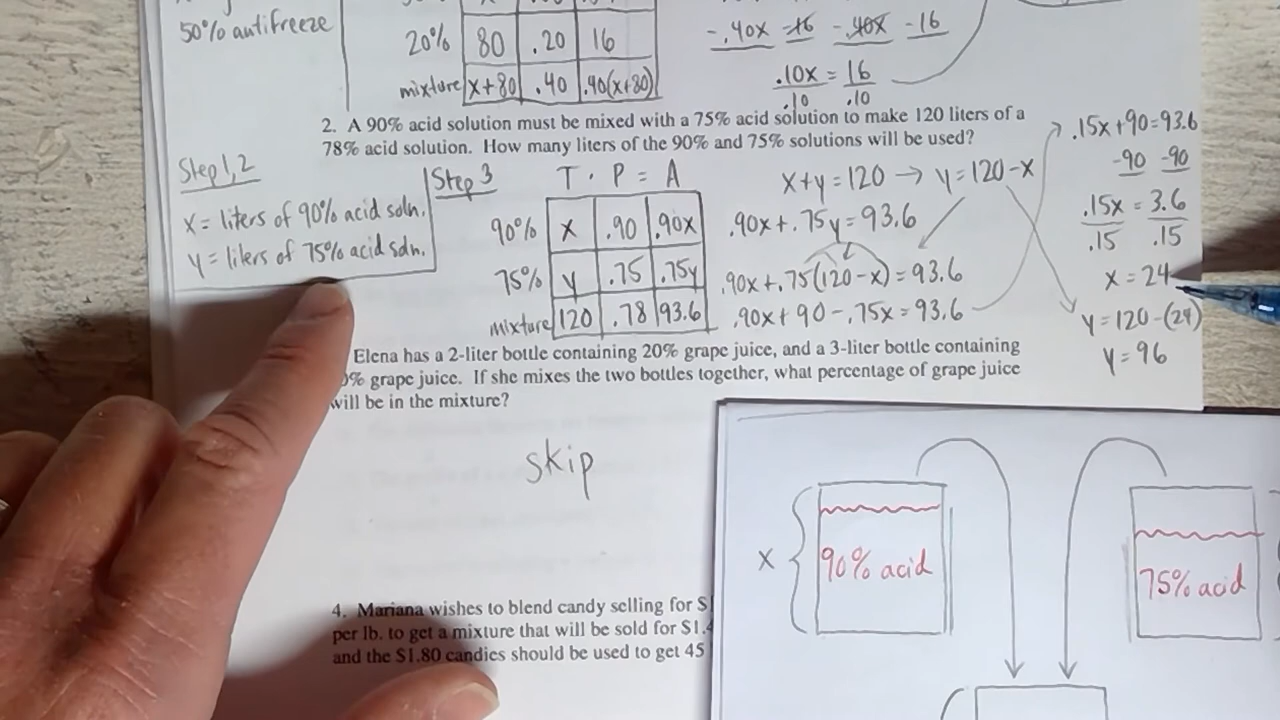 50% antifreeze
20% 80 .20 16
mixture x+80 .40 .40(x+80)
-.40x -16 -.40x -16
.10x = 16
.10 .10
2. A 90% acid solution must be mixed with a 75% acid solution to make 120 liters of a
78% acid solution. How many liters of the 90% and 75% solutions will be used?
Step 1,2
x = liters of 90% acid soln.
y = liters of 75% acid soln.
Step 3
T · P = A
90% x .90 .90x
75% y .75 .75y
mixture 120 .78 93.6
x+y=120 → y=120-x
.90x+.75y=93.6
.90x+.75(120-x)=93.6
.90x+90-.75x=93.6
.15x+90=93.6
-90 -90
.15x = 3.6
.15 .15
x = 24
y=120-(24)
y = 96
Elena has a 2-liter bottle containing 20% grape juice, and a 3-liter bottle containing
% grape juice. If she mixes the two bottles together, what percentage of grape juice
will be in the mixture?
skip
4. Mariana wishes to blend candy selling for $
per lb. to get a mixture that will be sold for $1.4
and the $1.80 candies should be used to get 45
x
90% acid
75% acid